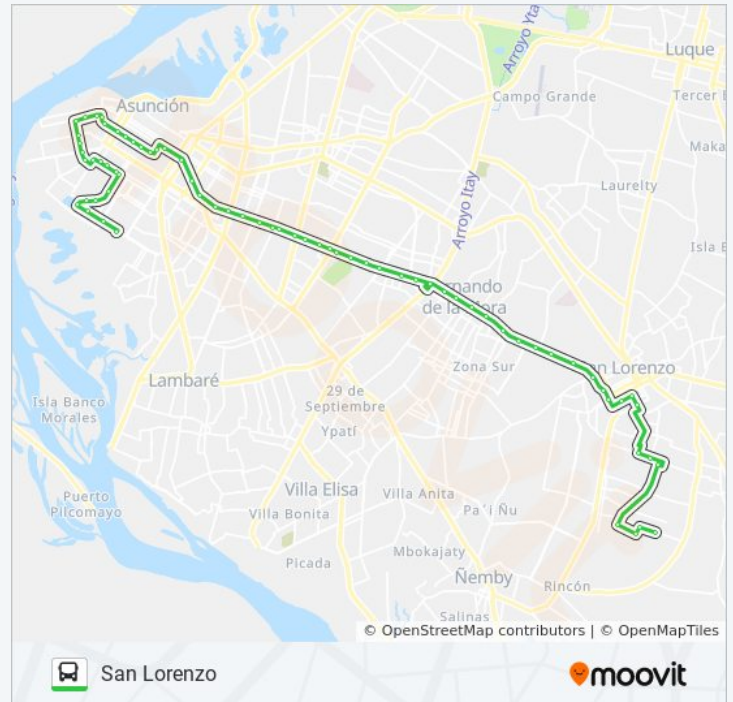 Luque
Arroyo Yta
Asunción
Campo Grande
Tercer
Maka
Laurelty
Arroyo Itay
Isla B
rnando
de la Mora
Zona Sur
n Lorenzo
Lambaré
29 de
Septiembre
Ypatí
Isla Banco
Morales
Villa Elisa
Villa Anita
Puerto
Pilcomayo
Villa Bonita
Pa´i Ñu
Mbokajaty
Picada
Ñemby
Rincón
Salinas
© OpenStreetMap contributors | © OpenMapTiles
San Lorenzo
moovit